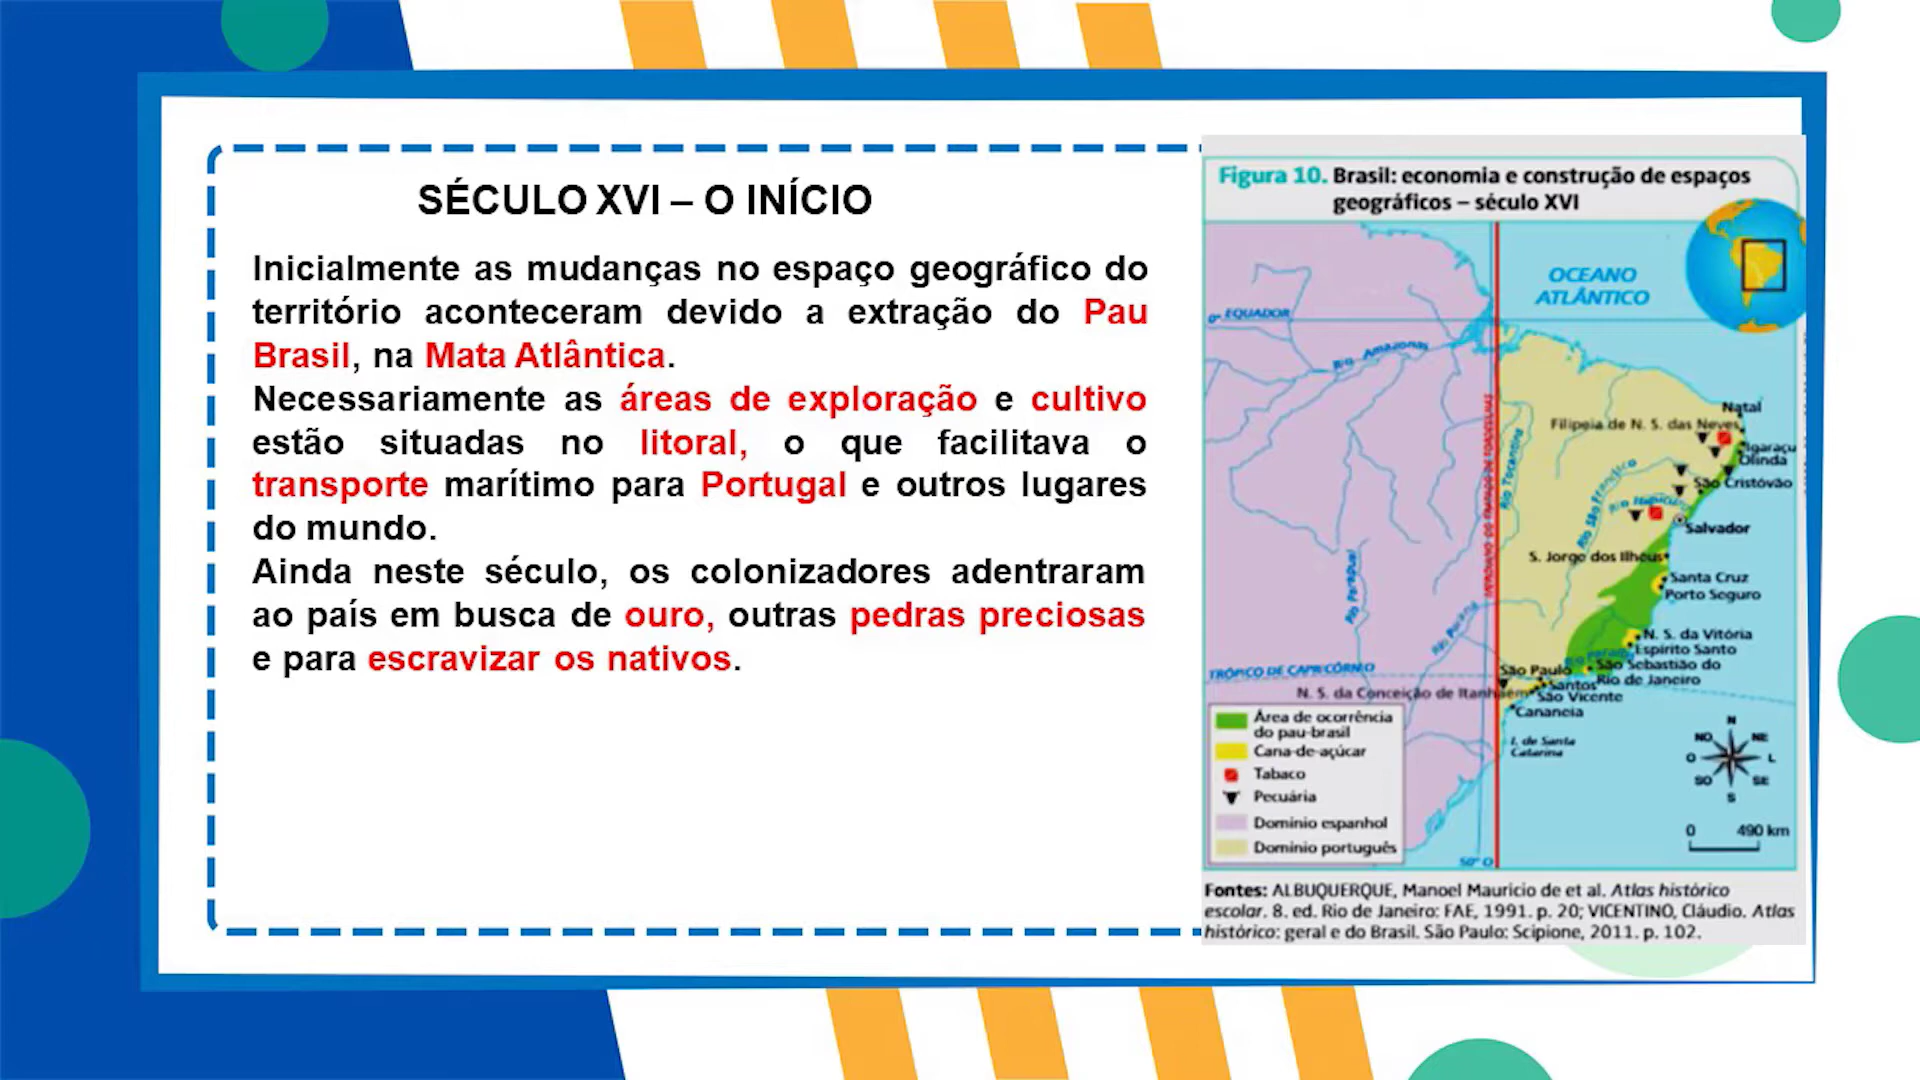 SÉCULO XVI – O INÍCIO
Inicialmente as mudanças no espaço geográfico do
território aconteceram devido a extração do Pau
Brasil, na Mata Atlântica.
Necessariamente as áreas de exploração e cultivo
estão situadas no litoral, o que facilitava o
transporte marítimo para Portugal e outros lugares
do mundo.
Ainda neste século, os colonizadores adentraram
ao país em busca de ouro, outras pedras preciosas
e para escravizar os nativos.
Figura 10. Brasil: economia e construção de espaços
geográficos – século XVI
OCEANO
ATLÂNTICO
0° EQUADOR
Rio Amazonas
MERIDIANO DO TRATADO DE TORDESILHAS
Rio Tocantins
Natal
Filipeia de N. S. das Neves
Igaraçu
Olinda
Rio São Francisco
São Cristóvão
Salvador
S. Jorge dos Ilhéus
Santa Cruz
Porto Seguro
Rio Paraguai
Rio Paraná
N. S. da Vitória
Espírito Santo
São Sebastião do
Rio de Janeiro
TRÓPICO DE CAPRICÓRNIO
São Paulo
Santos
N. S. da Conceição de Itanhaém
São Vicente
Cananeia
I. de Santa
Catarina
Área de ocorrência
do pau-brasil
Cana-de-açúcar
Tabaco
Pecuária
Domínio espanhol
Domínio português
50° O
N
NO
NE
O
L
SO
SE
S
0 490 km
Fontes: ALBUQUERQUE, Manoel Maurício de et al. Atlas histórico
escolar. 8. ed. Rio de Janeiro: FAE, 1991. p. 20; VICENTINO, Cláudio. Atlas
histórico: geral e do Brasil. São Paulo: Scipione, 2011. p. 102.